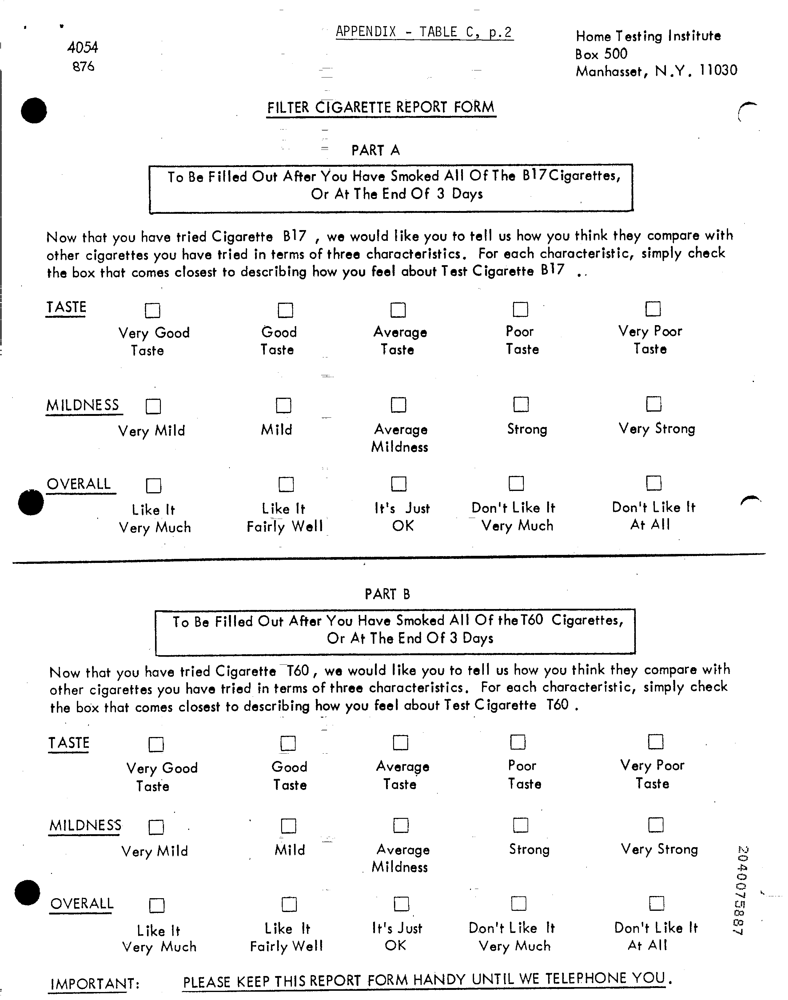 APPENDIX - TABLE C, p.2
4054
876
Home Testing Institute
Box 500
Manhasset, N.Y. 11030
FILTER CIGARETTE REPORT FORM
PART A
To Be Filled Out After You Have Smoked All Of The B17 Cigarettes,
Or At The End Of 3 Days
Now that you have tried Cigarette B17 , we would like you to tell us how you think they compare with
other cigarettes you have tried in terms of three characteristics. For each characteristic, simply check
the box that comes closest to describing how you feel about Test Cigarette B17 ..
TASTE
Very Good Good Average Poor Very Poor
Taste Taste Taste Taste Taste
MILDNESS
Very Mild Mild Average Strong Very Strong
Mildness
OVERALL
Like It Like It It's Just Don't Like It Don't Like It
Very Much Fairly Well OK Very Much At All
PART B
To Be Filled Out After You Have Smoked All Of the T60 Cigarettes,
Or At The End Of 3 Days
Now that you have tried Cigarette T60 , we would like you to tell us how you think they compare with
other cigarettes you have tried in terms of three characteristics. For each characteristic, simply check
the box that comes closest to describing how you feel about Test Cigarette T60 .
TASTE
Very Good Good Average Poor Very Poor
Taste Taste Taste Taste Taste
MILDNESS
Very Mild Mild Average Strong Very Strong
Mildness
OVERALL
Like It Like It It's Just Don't Like It Don't Like It
Very Much Fairly Well OK Very Much At All
IMPORTANT: PLEASE KEEP THIS REPORT FORM HANDY UNTIL WE TELEPHONE YOU.
2040075887